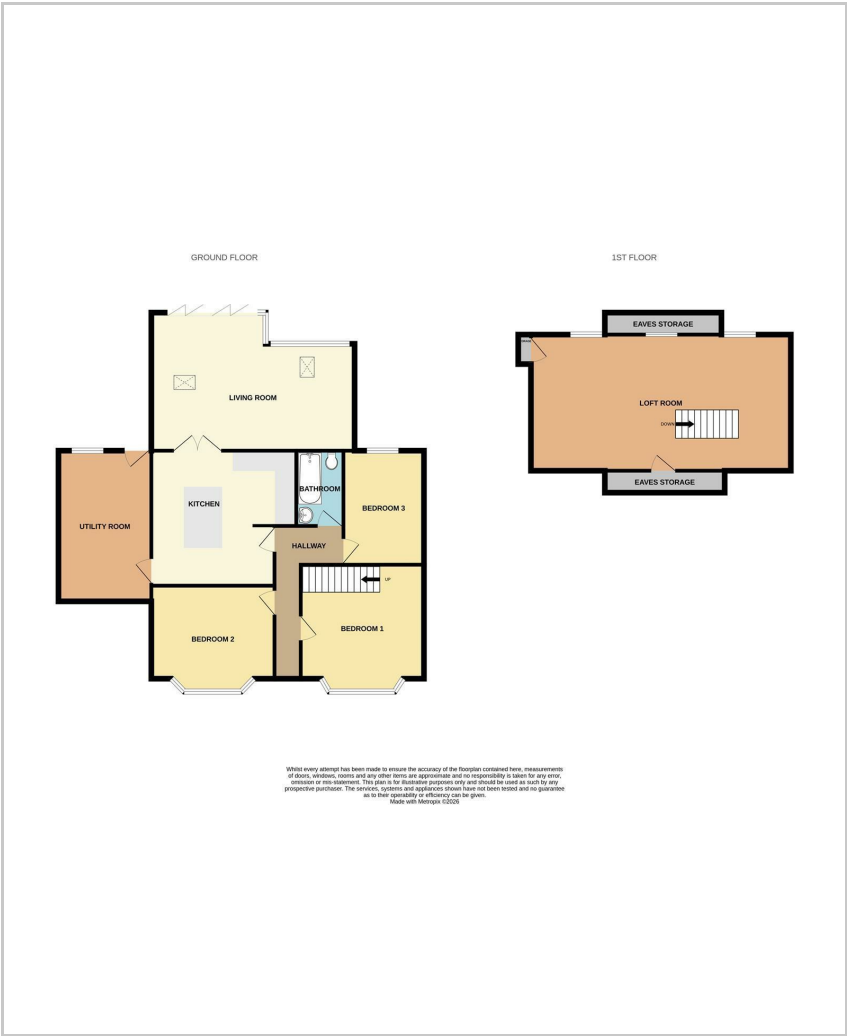 GROUND FLOOR
1ST FLOOR
EAVES STORAGE
LOFT ROOM
DOWN
EAVES STORAGE
LIVING ROOM
KITCHEN
BATHROOM
BEDROOM 3
UTILITY ROOM
HALLWAY
UP
BEDROOM 2
BEDROOM 1
Whilst every attempt has been made to ensure the accuracy of the floorplan contained here, measurements
of doors, windows, rooms and any other items are approximate and no responsibility is taken for any error,
omission or mis-statement. This plan is for illustrative purposes only and should be used as such by any
prospective purchaser. The services, systems and appliances shown have not been tested and no guarantee
as to their operability or efficiency can be given.
Made with Metropix ©2026